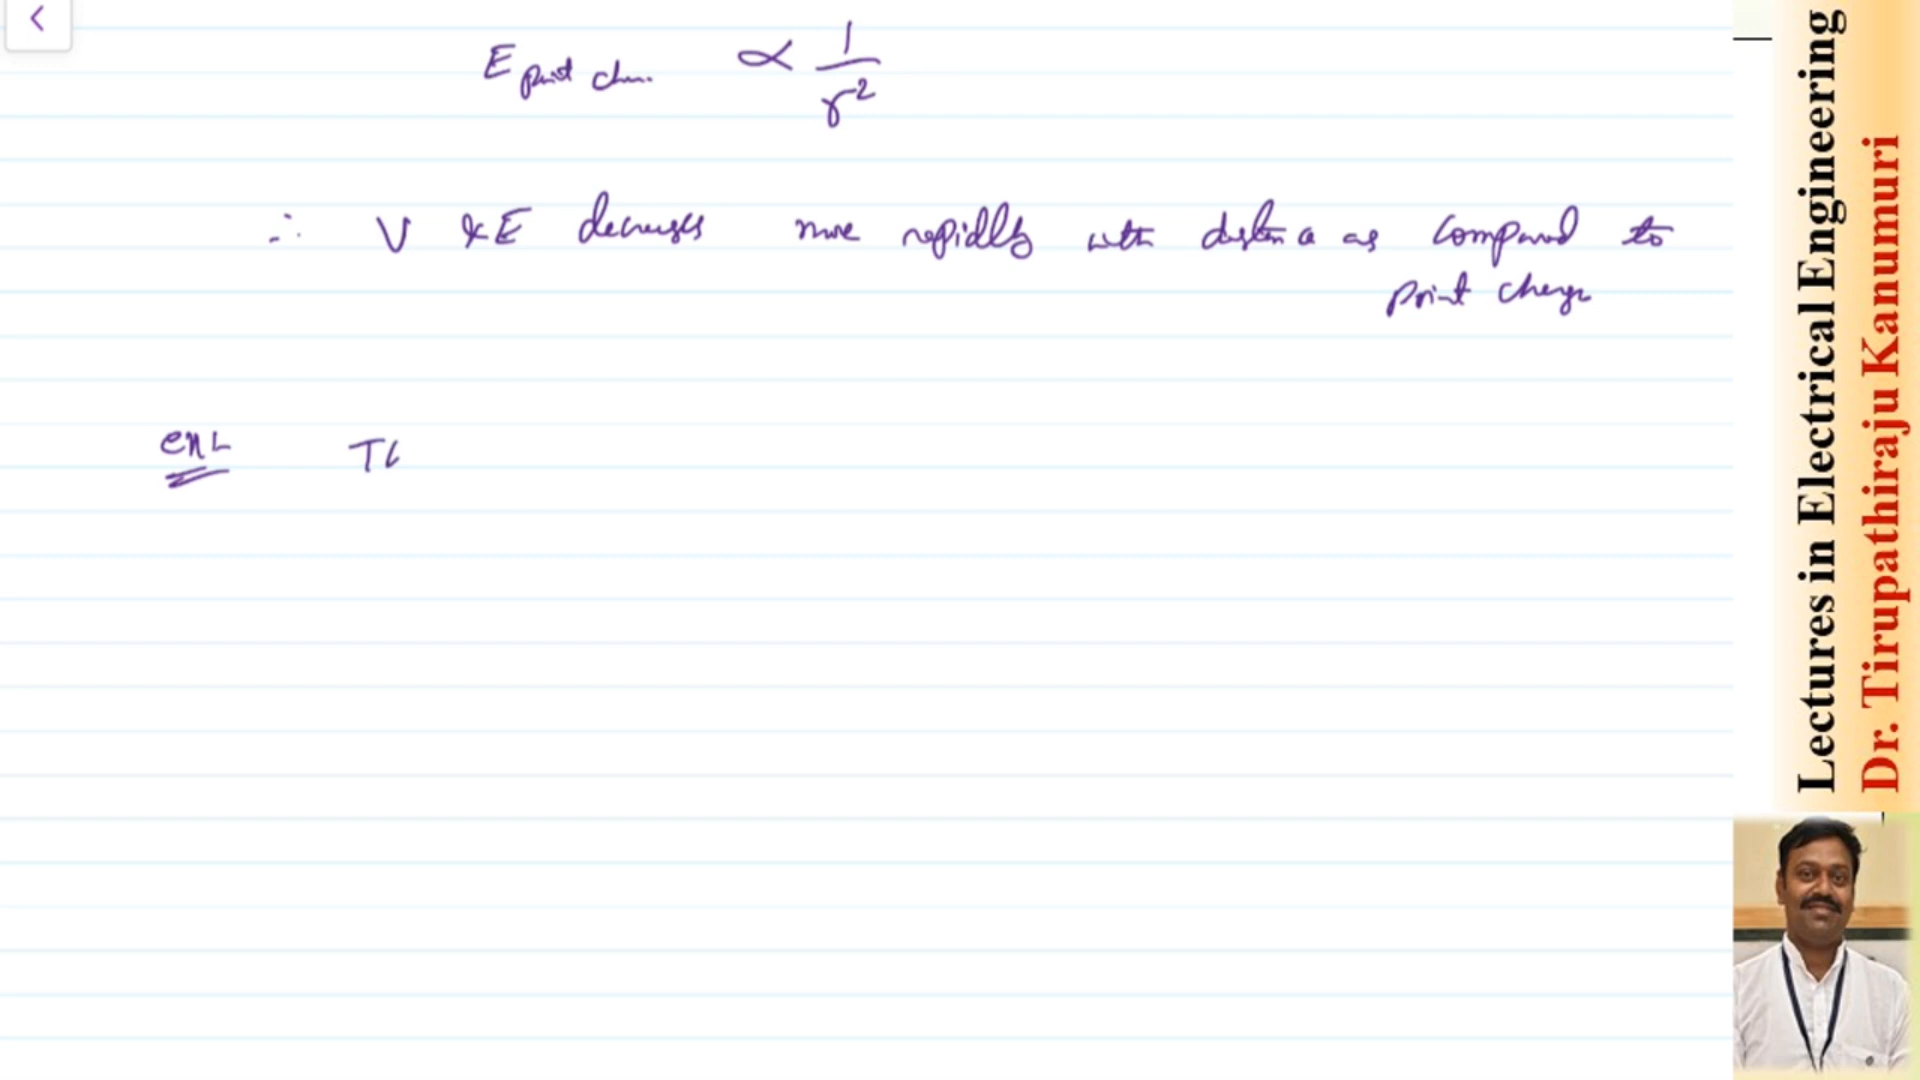 E point ∝ 1/r²
∴ V & E decreases more rapidly with distance as compared to
point charge
Lectures in Electrical Engineering
Dr. Tirupathiraju Kanumuri